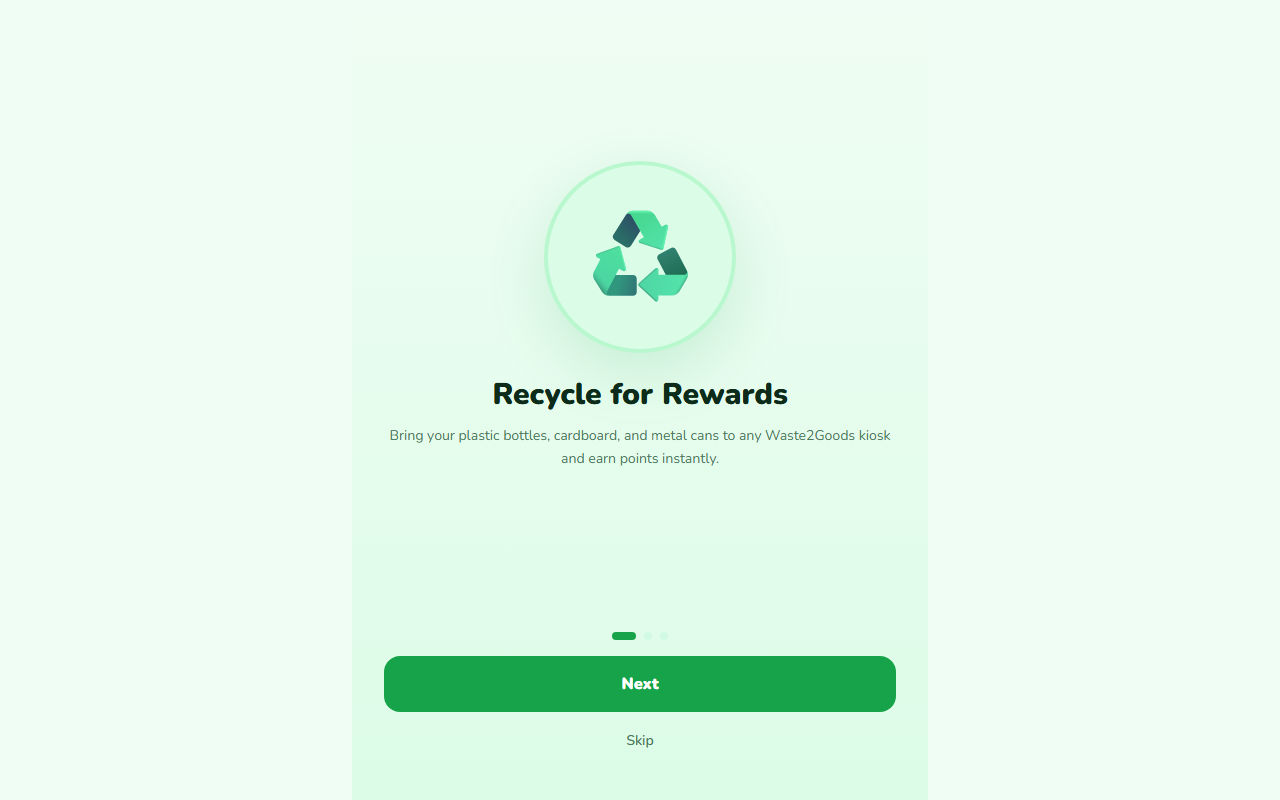 Recycle for Rewards
Bring your plastic bottles, cardboard, and metal cans to any Waste2Goods kiosk
and earn points instantly.
Next
Skip